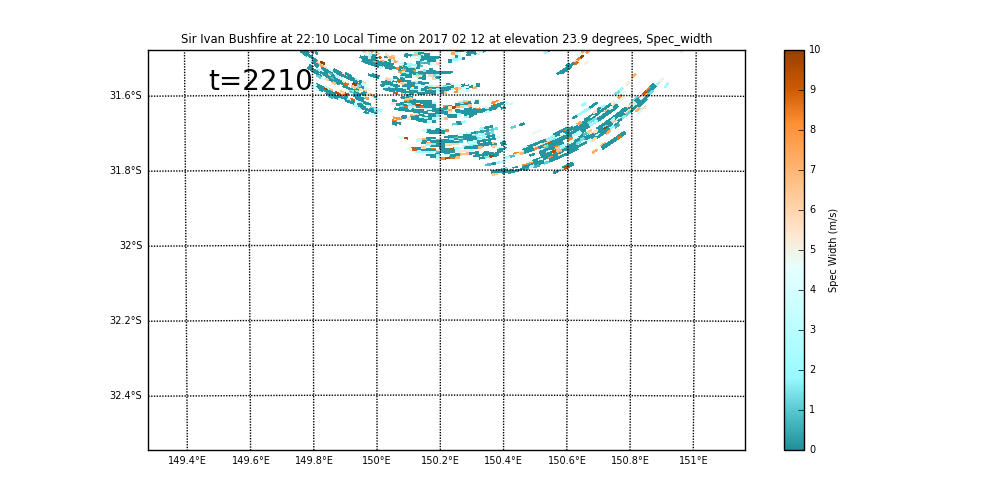 Sir Ivan Bushfire at 22:10 Local Time on 2017 02 12 at elevation 23.9 degrees, Spec_width
t=2210
31.6°S
31.8°S
32°S
32.2°S
32.4°S
149.4°E 149.6°E 149.8°E 150°E 150.2°E 150.4°E 150.6°E 150.8°E 151°E
10
9
8
7
6
5
4
3
2
1
0
Spec Width (m/s)